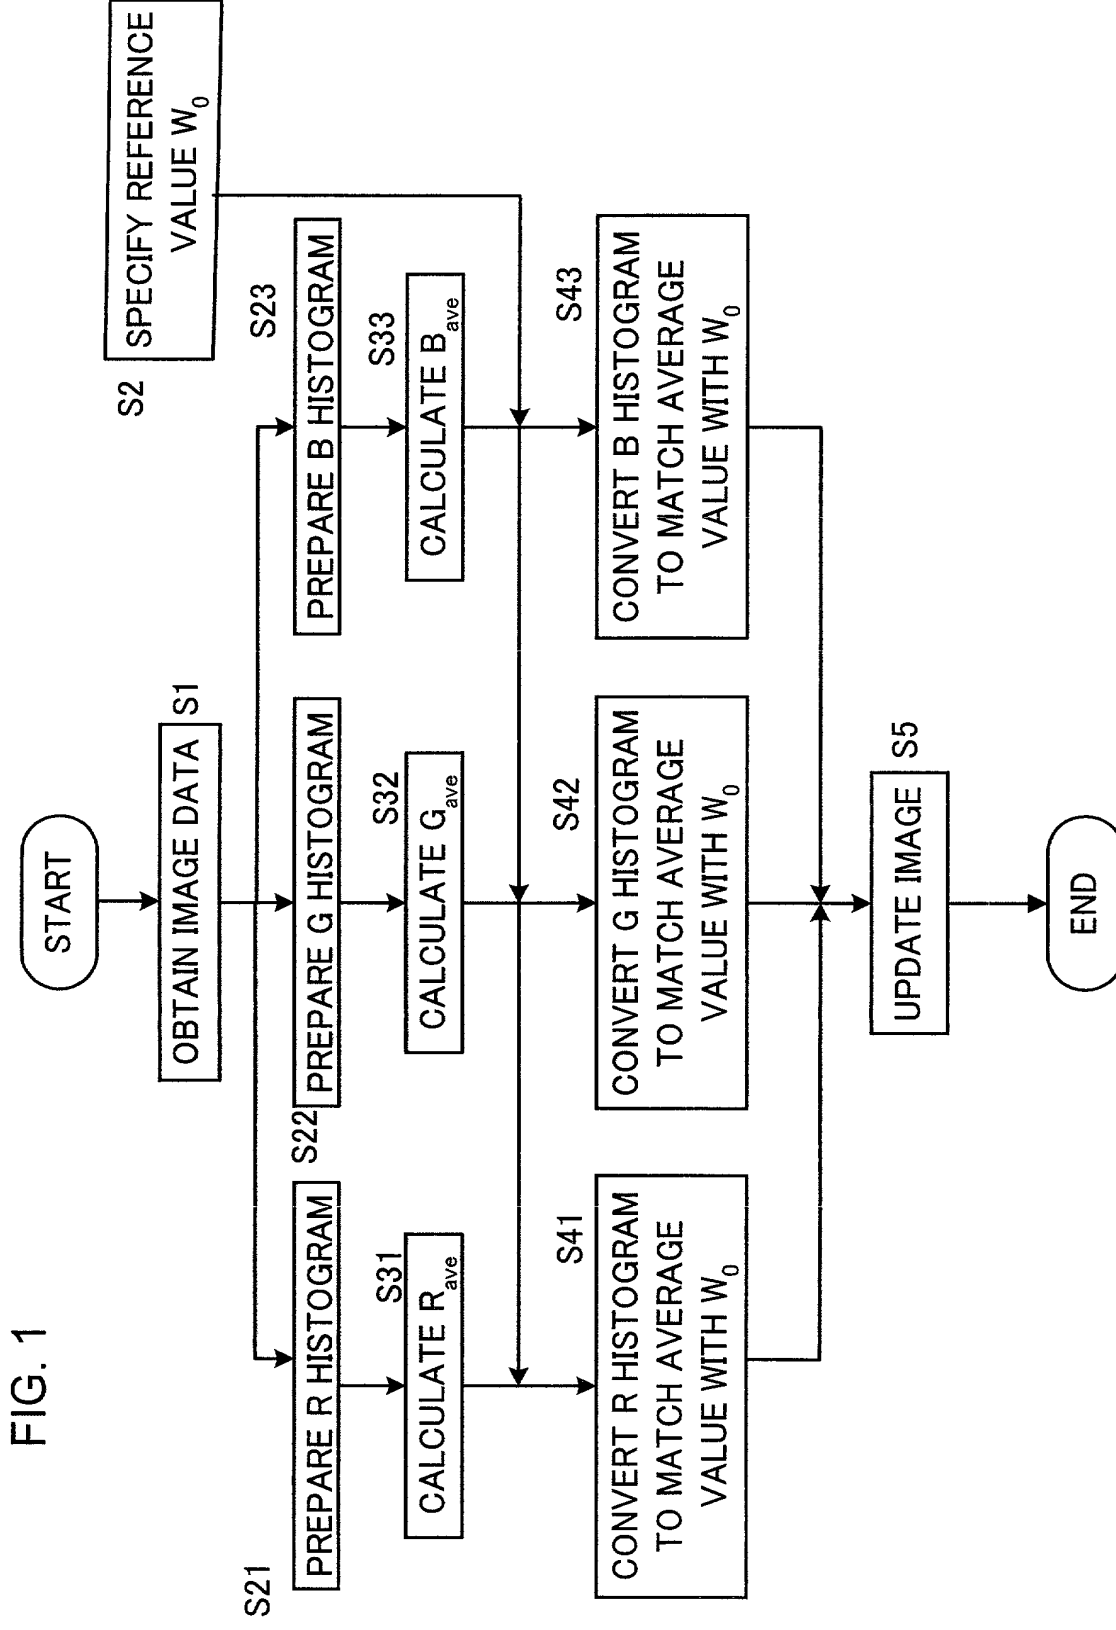 FIG. 1
START
OBTAIN IMAGE DATA
S1
S2
SPECIFY REFERENCE
VALUE W0
S21
PREPARE R HISTOGRAM
S22
PREPARE G HISTOGRAM
S23
PREPARE B HISTOGRAM
S31
CALCULATE Rave
S32
CALCULATE Gave
S33
CALCULATE Bave
S41
CONVERT R HISTOGRAM
TO MATCH AVERAGE
VALUE WITH W0
S42
CONVERT G HISTOGRAM
TO MATCH AVERAGE
VALUE WITH W0
S43
CONVERT B HISTOGRAM
TO MATCH AVERAGE
VALUE WITH W0
UPDATE IMAGE
S5
END